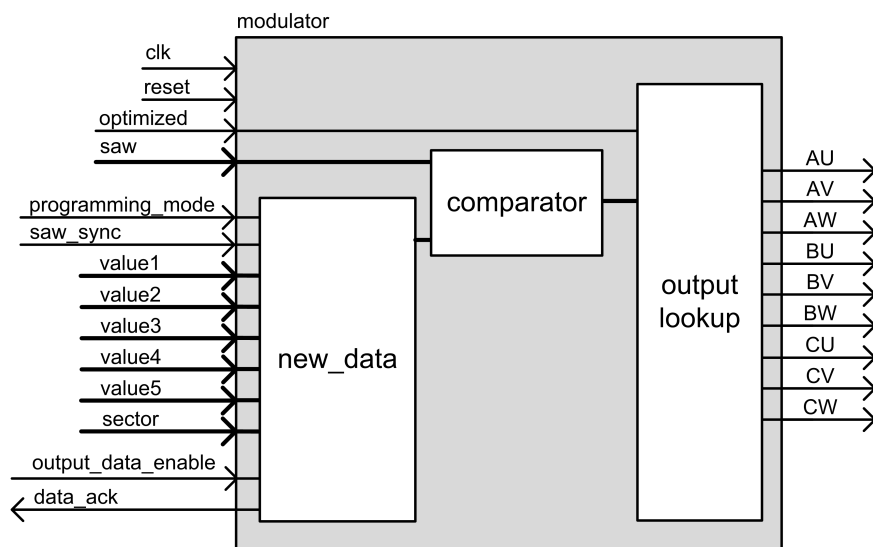 modulator
clk
reset
optimized
saw
programming_mode
saw_sync
value1
value2
value3
value4
value5
sector
output_data_enable
data_ack
new_data
comparator
output
lookup
AU
AV
AW
BU
BV
BW
CU
CV
CW